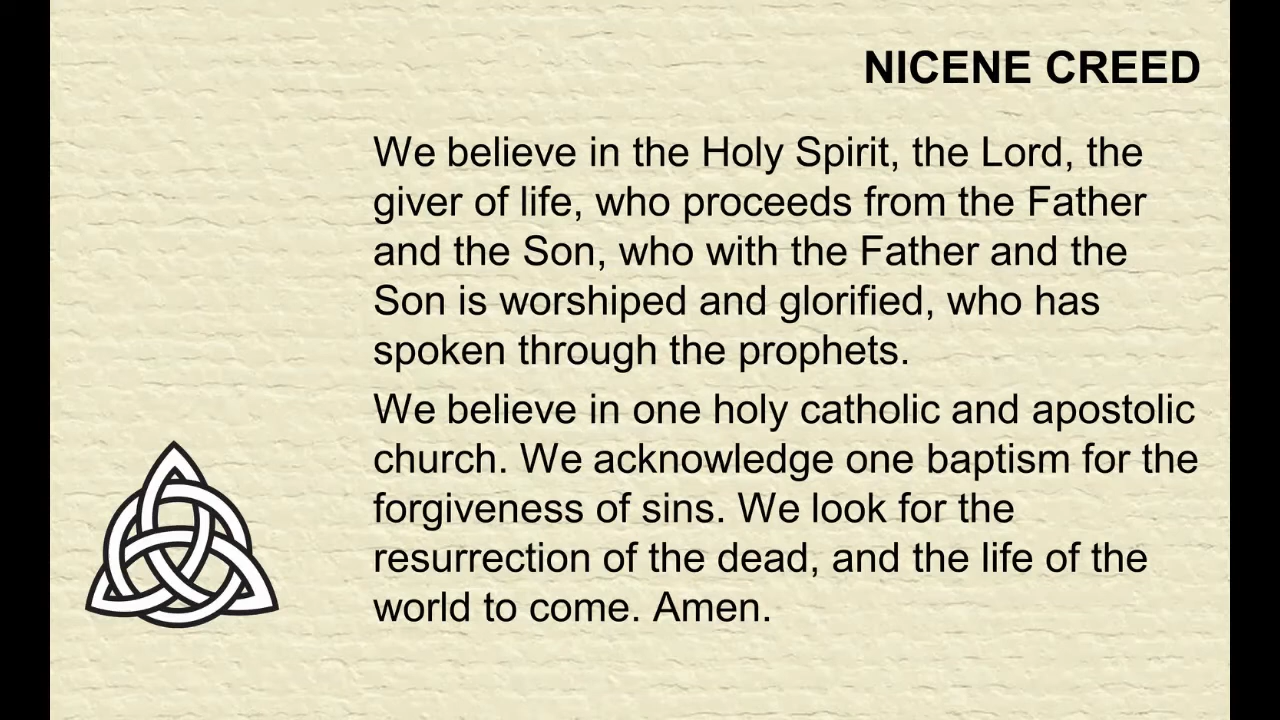 NICENE CREED
We believe in the Holy Spirit, the Lord, the
giver of life, who proceeds from the Father
and the Son, who with the Father and the
Son is worshiped and glorified, who has
spoken through the prophets.
We believe in one holy catholic and apostolic
church. We acknowledge one baptism for the
forgiveness of sins. We look for the
resurrection of the dead, and the life of the
world to come. Amen.